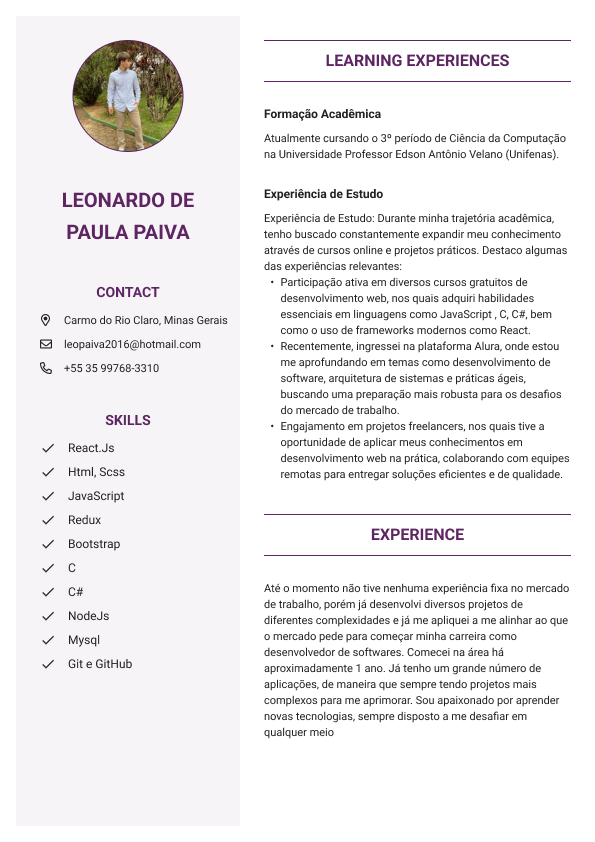 LEONARDO DE
PAULA PAIVA
CONTACT
Carmo do Rio Claro, Minas Gerais
leopaiva2016@hotmail.com
+55 35 99768-3310
SKILLS
React.Js
Html, Scss
JavaScript
Redux
Bootstrap
C
C#
NodeJs
Mysql
Git e GitHub
LEARNING EXPERIENCES
Formação Acadêmica
Atualmente cursando o 3º período de Ciência da Computação
na Universidade Professor Edson Antônio Velano (Unifenas).
Experiência de Estudo
Experiência de Estudo: Durante minha trajetória acadêmica,
tenho buscado constantemente expandir meu conhecimento
através de cursos online e projetos práticos. Destaco algumas
das experiências relevantes:
• Participação ativa em diversos cursos gratuitos de
desenvolvimento web, nos quais adquiri habilidades
essenciais em linguagens como JavaScript , C, C#, bem
como o uso de frameworks modernos como React.
• Recentemente, ingressei na plataforma Alura, onde estou
me aprofundando em temas como desenvolvimento de
software, arquitetura de sistemas e práticas ágeis,
buscando uma preparação mais robusta para os desafios
do mercado de trabalho.
• Engajamento em projetos freelancers, nos quais tive a
oportunidade de aplicar meus conhecimentos em
desenvolvimento web na prática, colaborando com equipes
remotas para entregar soluções eficientes e de qualidade.
EXPERIENCE
Até o momento não tive nenhuma experiência fixa no mercado
de trabalho, porém já desenvolvi diversos projetos de
diferentes complexidades e já me apliquei a me alinhar ao que
o mercado pede para começar minha carreira como
desenvolvedor de softwares. Comecei na área há
aproximadamente 1 ano. Já tenho um grande número de
aplicações, de maneira que sempre tendo projetos mais
complexos para me aprimorar. Sou apaixonado por aprender
novas tecnologias, sempre disposto a me desafiar em
qualquer meio